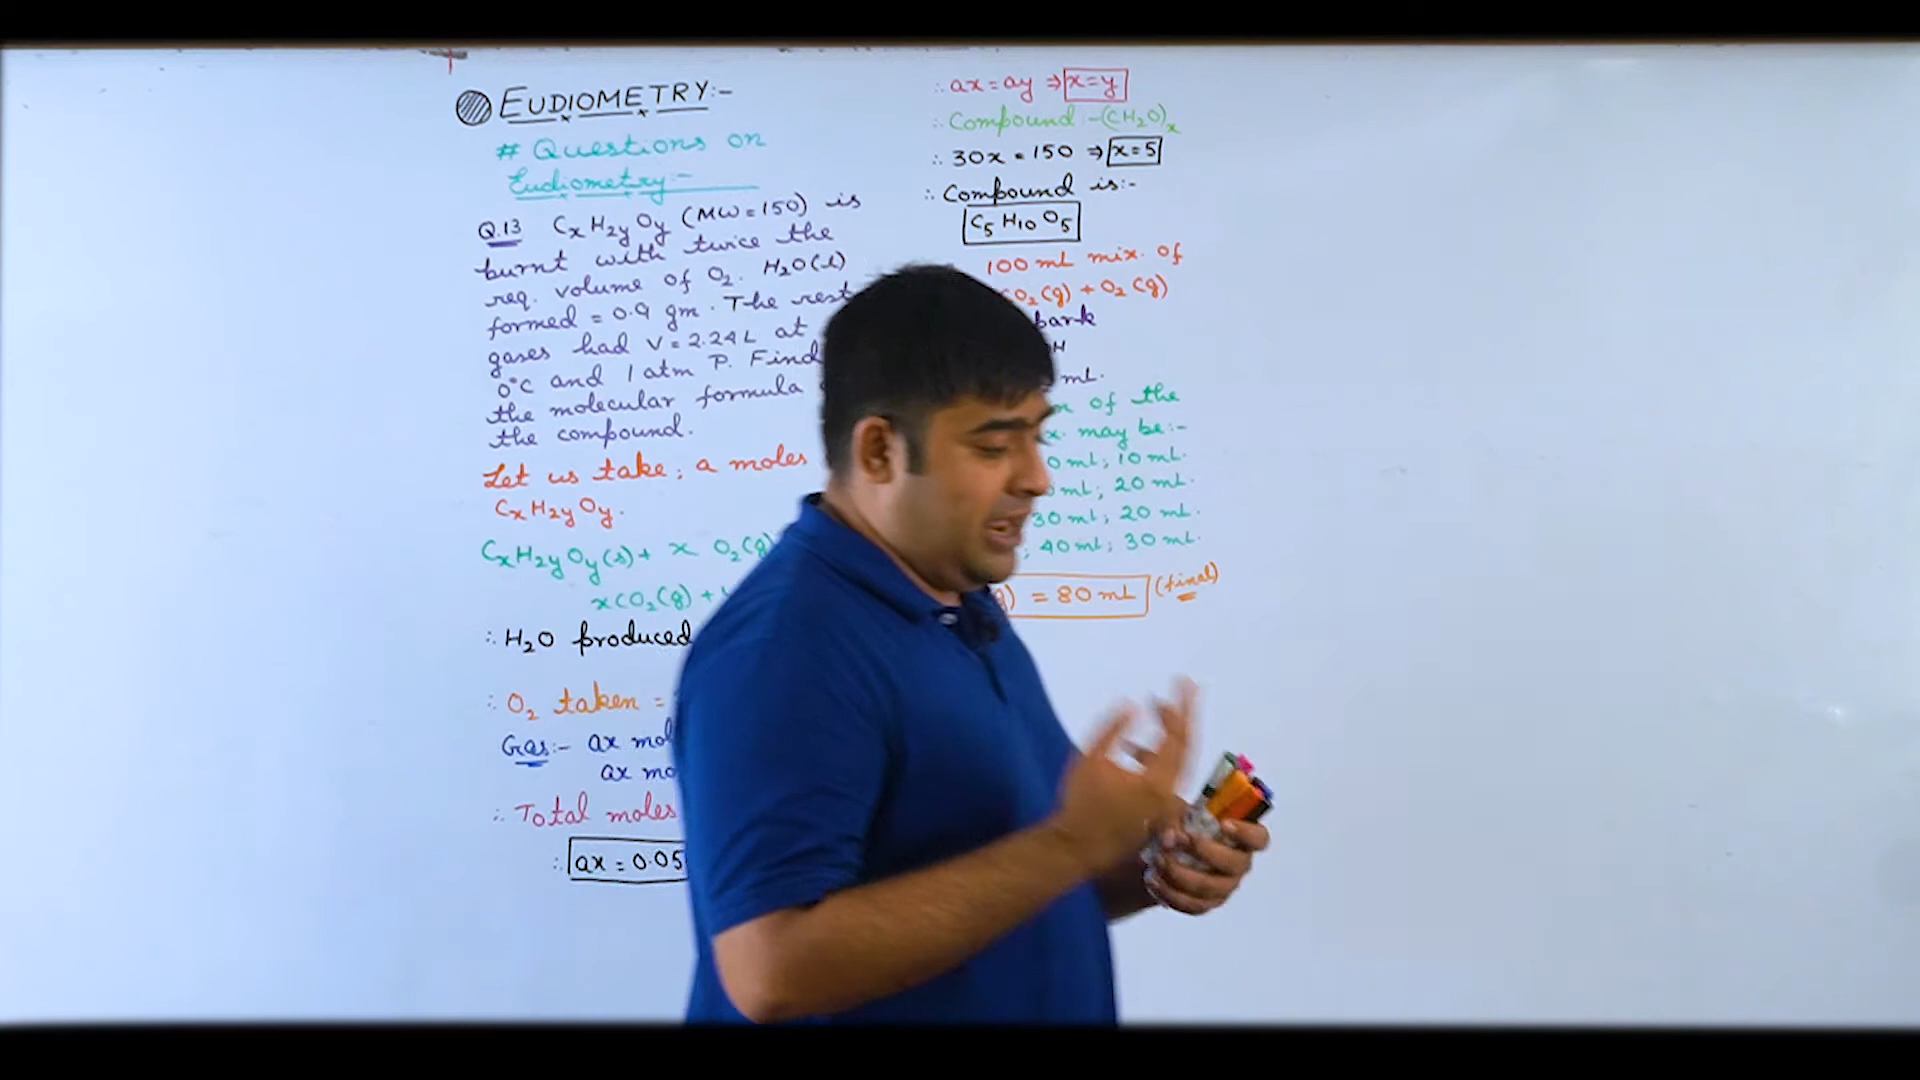 EUDIOMETRY:-
# Questions on
Eudiometry:-
Q.13 CxH2yOy (MW=150) is
burnt with twice the
req. volume of O2. H2O(l)
formed = 0.9 gm. The rest
gases had V = 2.24L at
0°C and 1 atm P. Find
the molecular formula
the compound.
Let us take; a moles
CxH2yOy.
CxH2yOy(s) + x O2(g)
xCO2(g) +
∴ H2O produced
∴ O2 taken =
Gas:- ax mol
ax mo
∴ Total moles
∴ ax = 0.05
∴ ax = ay ⇒ x=y
∴ Compound -(CH2O)x
∴ 30x = 150 ⇒ x=5
∴ Compound is:-
C5H10O5
100 mL mix. of
O2(g) + O2(g)
park
H
mL.
of the
x. may be:-
0mL; 10 mL.
0mL; 20 mL.
30 mL; 20 mL.
; 40 mL; 30 mL.
g) = 80 mL (final)